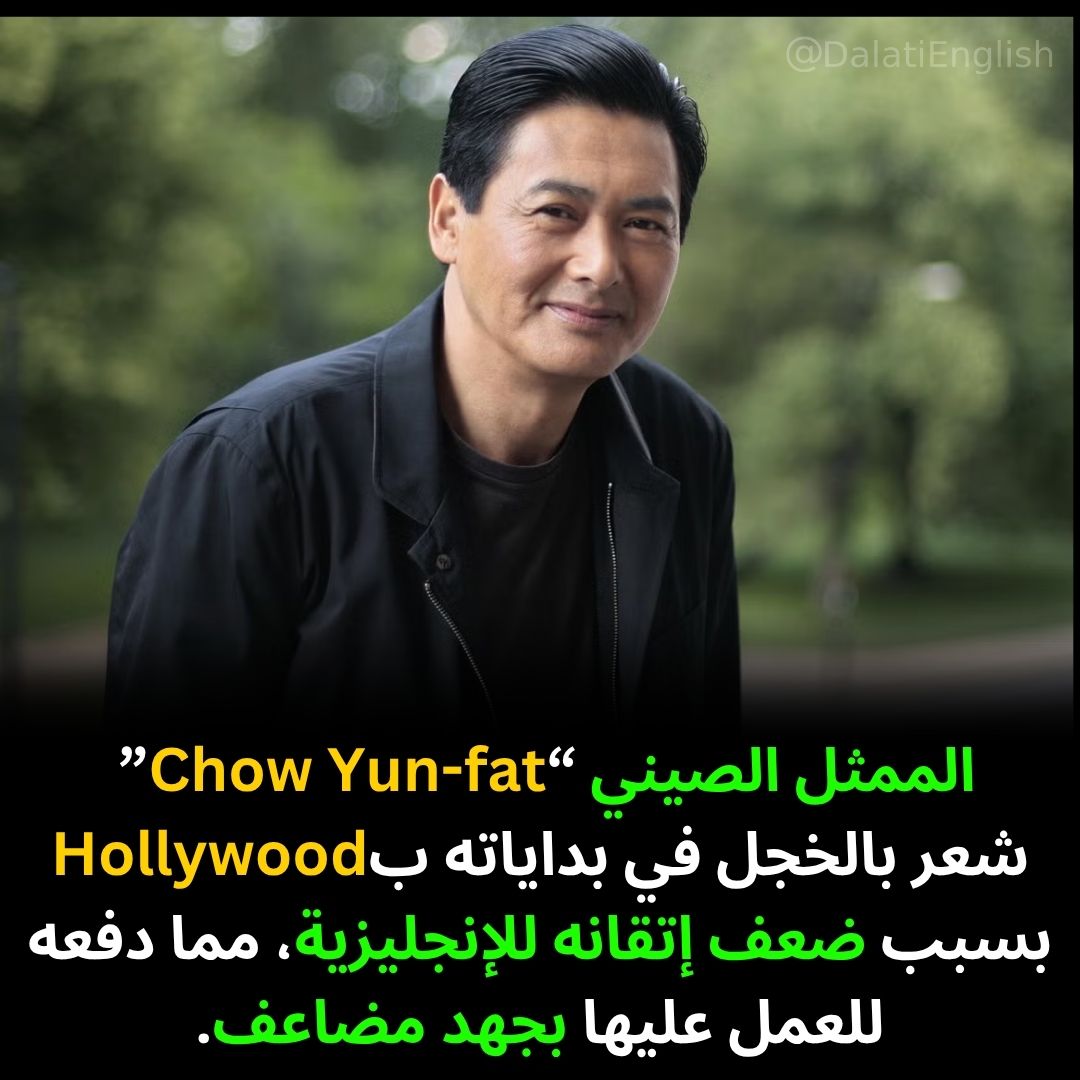 @DalatiEnglish
الممثل الصيني “Chow Yun-fat”
شعر بالخجل في بداياته بHollywood
بسبب ضعف إتقانه للإنجليزية، مما دفعه
للعمل عليها بجهد مضاعف.